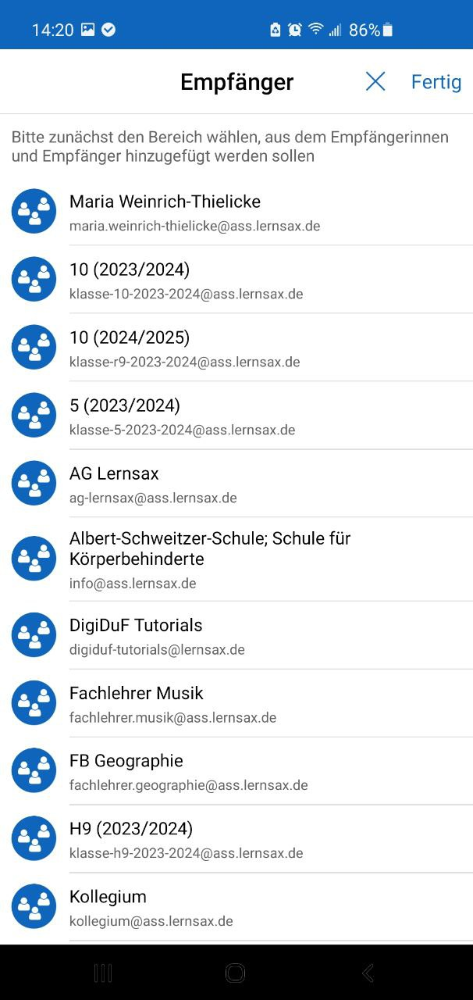 14:20
86%
Empfänger
Fertig
Bitte zunächst den Bereich wählen, aus dem Empfängerinnen
und Empfänger hinzugefügt werden sollen
Maria Weinrich-Thielicke
maria.weinrich-thielicke@ass.lernsax.de
10 (2023/2024)
klasse-10-2023-2024@ass.lernsax.de
10 (2024/2025)
klasse-r9-2023-2024@ass.lernsax.de
5 (2023/2024)
klasse-5-2023-2024@ass.lernsax.de
AG Lernsax
ag-lernsax@ass.lernsax.de
Albert-Schweitzer-Schule; Schule für
Körperbehinderte
info@ass.lernsax.de
DigiDuF Tutorials
digiduf-tutorials@lernsax.de
Fachlehrer Musik
fachlehrer.musik@ass.lernsax.de
FB Geographie
fachlehrer.geographie@ass.lernsax.de
H9 (2023/2024)
klasse-h9-2023-2024@ass.lernsax.de
Kollegium
kollegium@ass.lernsax.de